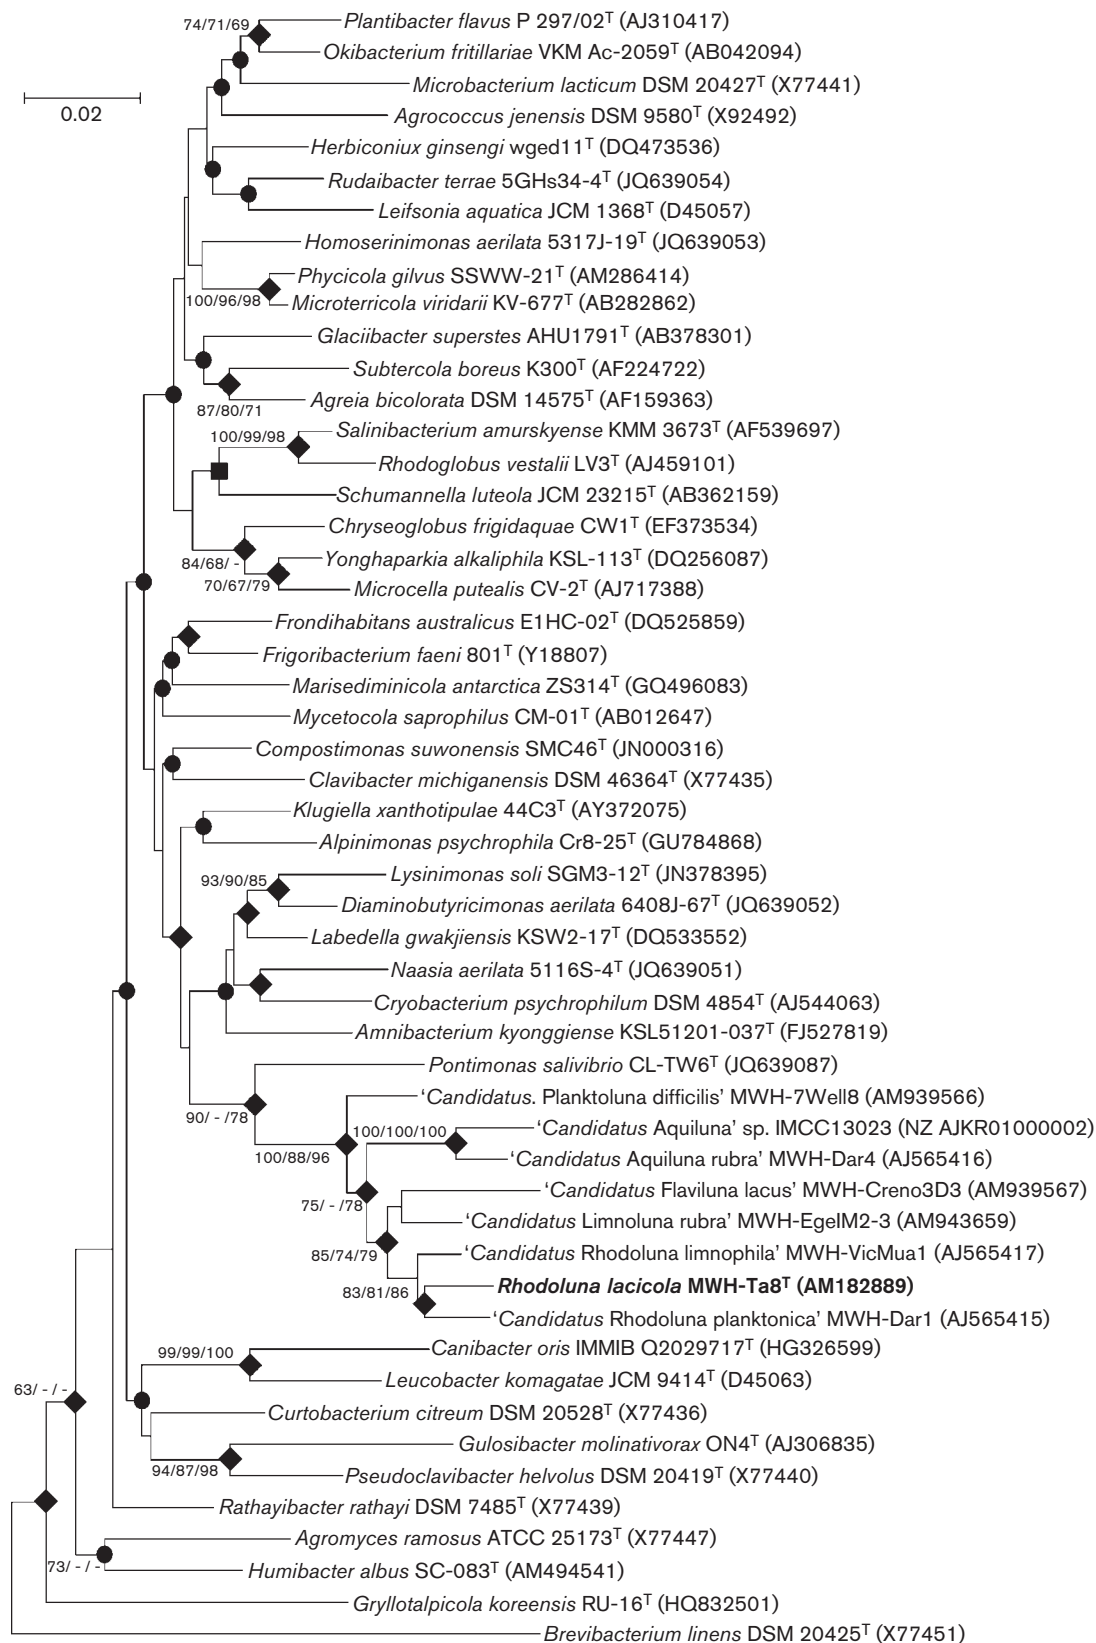 74/71/69
Plantibacter flavus P 297/02ᵀ (AJ310417)
Okibacterium fritillariae VKM Ac-2059ᵀ (AB042094)
Microbacterium lacticum DSM 20427ᵀ (X77441)
0.02
Agrococcus jenensis DSM 9580ᵀ (X92492)
Herbiconiux ginsengi wged11ᵀ (DQ473536)
Rudaibacter terrae 5GHs34-4ᵀ (JQ639054)
Leifsonia aquatica JCM 1368ᵀ (D45057)
Homoserinimonas aerilata 5317J-19ᵀ (JQ639053)
Phycicola gilvus SSWW-21ᵀ (AM286414)
100/96/98
Microterricola viridarii KV-677ᵀ (AB282862)
Glaciibacter superstes AHU1791ᵀ (AB378301)
Subtercola boreus K300ᵀ (AF224722)
Agreia bicolorata DSM 14575ᵀ (AF159363)
87/80/71
Salinibacterium amurskyense KMM 3673ᵀ (AF539697)
100/99/98
Rhodoglobus vestalii LV3ᵀ (AJ459101)
Schumannella luteola JCM 23215ᵀ (AB362159)
Chryseoglobus frigidaquae CW1ᵀ (EF373534)
84/68/ -
Yonghaparkia alkaliphila KSL-113ᵀ (DQ256087)
70/67/79
Microcella putealis CV-2ᵀ (AJ717388)
Frondihabitans australicus E1HC-02ᵀ (DQ525859)
Frigoribacterium faeni 801ᵀ (Y18807)
Marisediminicola antarctica ZS314ᵀ (GQ496083)
Mycetocola saprophilus CM-01ᵀ (AB012647)
Compostimonas suwonensis SMC46ᵀ (JN000316)
Clavibacter michiganensis DSM 46364ᵀ (X77435)
Klugiella xanthotipulae 44C3ᵀ (AY372075)
Alpinimonas psychrophila Cr8-25ᵀ (GU784868)
93/90/85
Lysinimonas soli SGM3-12ᵀ (JN378395)
Diaminobutyricimonas aerilata 6408J-67ᵀ (JQ639052)
Labedella gwakjiensis KSW2-17ᵀ (DQ533552)
Naasia aerilata 5116S-4ᵀ (JQ639051)
Cryobacterium psychrophilum DSM 4854ᵀ (AJ544063)
Amnibacterium kyonggiense KSL51201-037ᵀ (FJ527819)
Pontimonas salivibrio CL-TW6ᵀ (JQ639087)
‘Candidatus. Planktoluna difficilis’ MWH-7Well8 (AM939566)
90/ - /78
‘Candidatus Aquiluna’ sp. IMCC13023 (NZ AJKR01000002)
100/100/100
100/88/96
‘Candidatus Aquiluna rubra’ MWH-Dar4 (AJ565416)
‘Candidatus Flaviluna lacus’ MWH-Creno3D3 (AM939567)
75/ - /78
‘Candidatus Limnoluna rubra’ MWH-EgelM2-3 (AM943659)
85/74/79
‘Candidatus Rhodoluna limnophila’ MWH-VicMua1 (AJ565417)
83/81/86
Rhodoluna lacicola MWH-Ta8ᵀ (AM182889)
‘Candidatus Rhodoluna planktonica’ MWH-Dar1 (AJ565415)
99/99/100
Canibacter oris IMMIB Q2029717ᵀ (HG326599)
Leucobacter komagatae JCM 9414ᵀ (D45063)
63/ - / -
Curtobacterium citreum DSM 20528ᵀ (X77436)
Gulosibacter molinativorax ON4ᵀ (AJ306835)
94/87/98
Pseudoclavibacter helvolus DSM 20419ᵀ (X77440)
Rathayibacter rathayi DSM 7485ᵀ (X77439)
Agromyces ramosus ATCC 25173ᵀ (X77447)
73/ - / -
Humibacter albus SC-083ᵀ (AM494541)
Gryllotalpicola koreensis RU-16ᵀ (HQ832501)
Brevibacterium linens DSM 20425ᵀ (X77451)